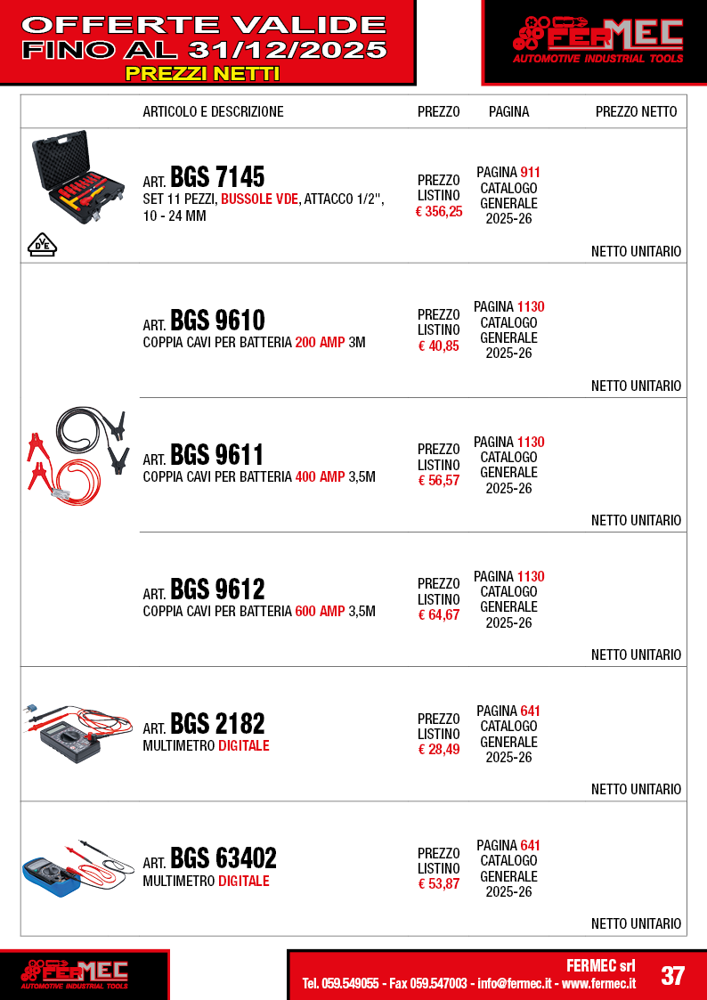 OFFERTE VALIDE
FINO AL 31/12/2025
PREZZI NETTI
FERMEC
AUTOMOTIVE INDUSTRIAL TOOLS
ARTICOLO E DESCRIZIONE PREZZO PAGINA PREZZO NETTO
ART. BGS 7145
SET 11 PEZZI, BUSSOLE VDE, ATTACCO 1/2",
10 - 24 MM
PREZZO
LISTINO
€ 356,25
PAGINA 911
CATALOGO
GENERALE
2025-26
NETTO UNITARIO
VDE
ART. BGS 9610
COPPIA CAVI PER BATTERIA 200 AMP 3M
PREZZO
LISTINO
€ 40,85
PAGINA 1130
CATALOGO
GENERALE
2025-26
NETTO UNITARIO
ART. BGS 9611
COPPIA CAVI PER BATTERIA 400 AMP 3,5M
PREZZO
LISTINO
€ 56,57
PAGINA 1130
CATALOGO
GENERALE
2025-26
NETTO UNITARIO
ART. BGS 9612
COPPIA CAVI PER BATTERIA 600 AMP 3,5M
PREZZO
LISTINO
€ 64,67
PAGINA 1130
CATALOGO
GENERALE
2025-26
NETTO UNITARIO
ART. BGS 2182
MULTIMETRO DIGITALE
PREZZO
LISTINO
€ 28,49
PAGINA 641
CATALOGO
GENERALE
2025-26
NETTO UNITARIO
ART. BGS 63402
MULTIMETRO DIGITALE
PREZZO
LISTINO
€ 53,87
PAGINA 641
CATALOGO
GENERALE
2025-26
NETTO UNITARIO
FERMEC
AUTOMOTIVE INDUSTRIAL TOOLS
FERMEC srl
Tel. 059.549055 - Fax 059.547003 - info@fermec.it - www.fermec.it
37